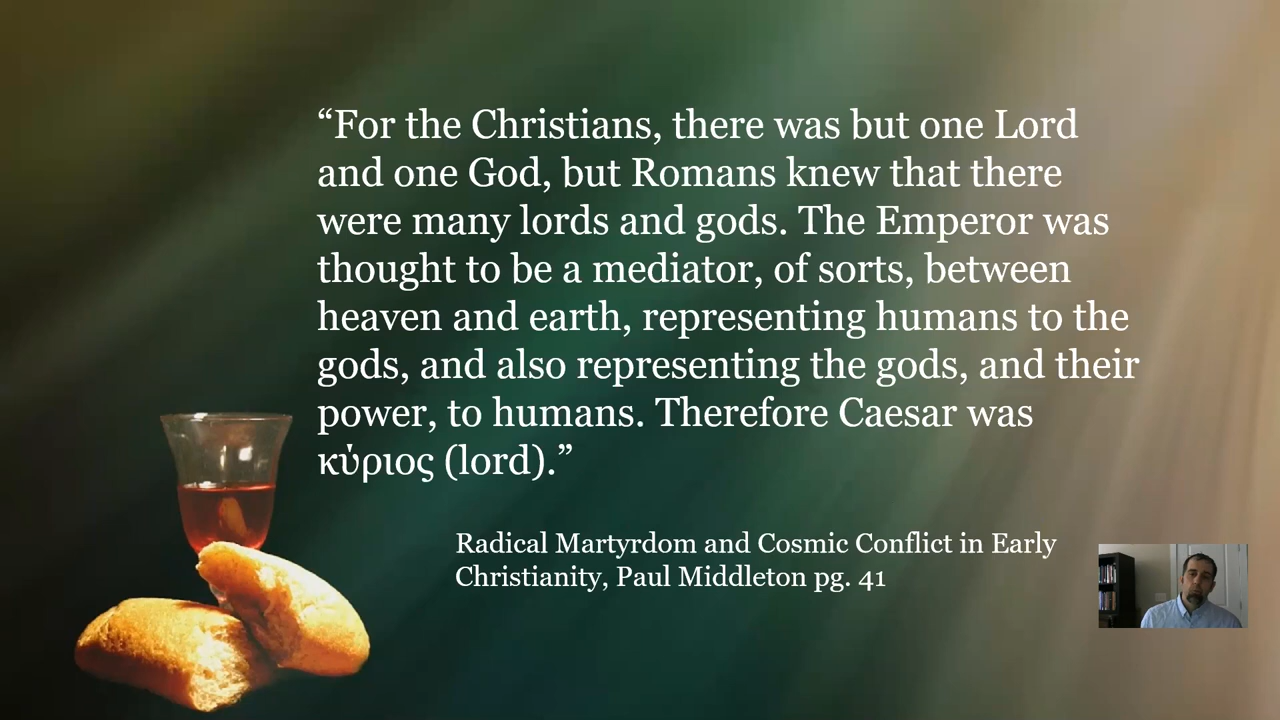 “For the Christians, there was but one Lord
and one God, but Romans knew that there
were many lords and gods. The Emperor was
thought to be a mediator, of sorts, between
heaven and earth, representing humans to the
gods, and also representing the gods, and their
power, to humans. Therefore Caesar was
κύριος (lord).”
Radical Martyrdom and Cosmic Conflict in Early
Christianity, Paul Middleton pg. 41